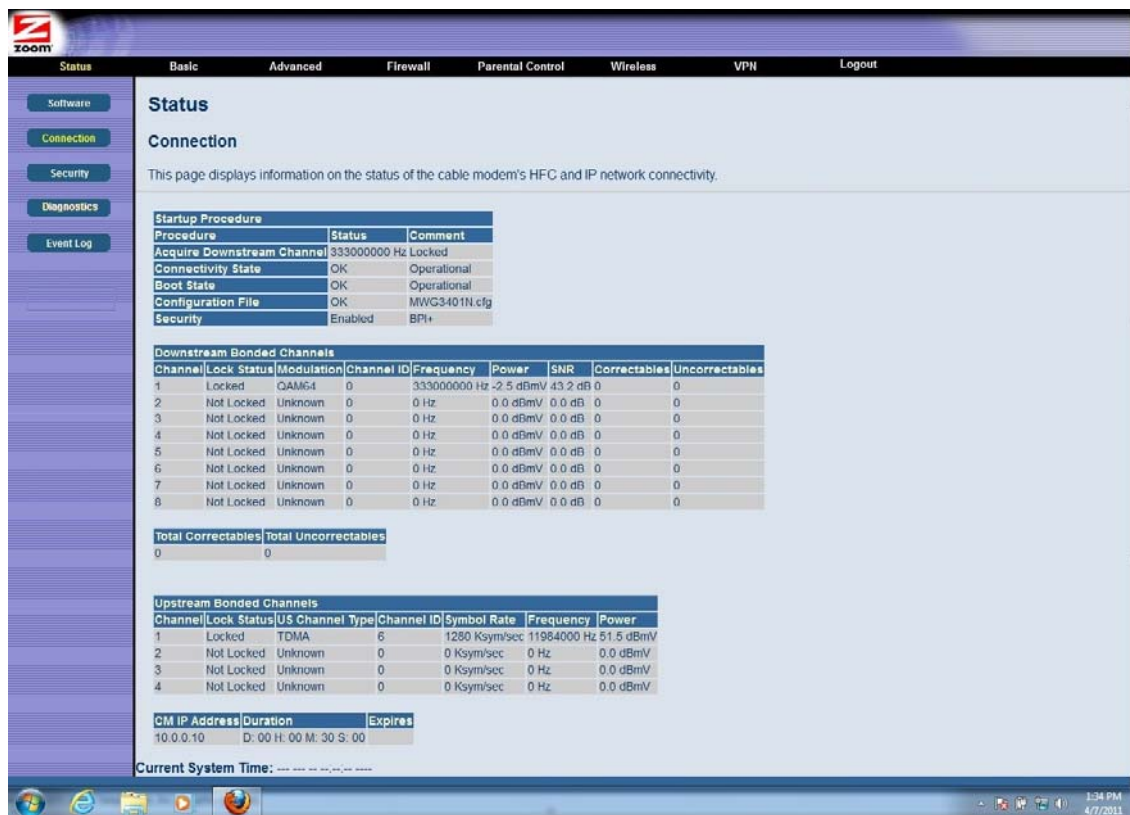 zoom
Status Basic Advanced Firewall Parental Control Wireless VPN Logout
Software
Connection
Security
Diagnostics
Event Log
Status
Connection
This page displays information on the status of the cable modem's HFC and IP network connectivity.
Startup Procedure
Procedure Status Comment
Acquire Downstream Channel 333000000 Hz Locked
Connectivity State OK Operational
Boot State OK Operational
Configuration File OK MWG3401N.cfg
Security Enabled BPI+
Downstream Bonded Channels
Channel Lock Status Modulation Channel ID Frequency Power SNR Correctables Uncorrectables
1 Locked QAM64 0 333000000 Hz -2.5 dBmV 43.2 dB 0 0
2 Not Locked Unknown 0 0 Hz 0.0 dBmV 0.0 dB 0 0
3 Not Locked Unknown 0 0 Hz 0.0 dBmV 0.0 dB 0 0
4 Not Locked Unknown 0 0 Hz 0.0 dBmV 0.0 dB 0 0
5 Not Locked Unknown 0 0 Hz 0.0 dBmV 0.0 dB 0 0
6 Not Locked Unknown 0 0 Hz 0.0 dBmV 0.0 dB 0 0
7 Not Locked Unknown 0 0 Hz 0.0 dBmV 0.0 dB 0 0
8 Not Locked Unknown 0 0 Hz 0.0 dBmV 0.0 dB 0 0
Total Correctables Total Uncorrectables
0 0
Upstream Bonded Channels
Channel Lock Status US Channel Type Channel ID Symbol Rate Frequency Power
1 Locked TDMA 6 1280 Ksym/sec 11984000 Hz 51.5 dBmV
2 Not Locked Unknown 0 0 Ksym/sec 0 Hz 0.0 dBmV
3 Not Locked Unknown 0 0 Ksym/sec 0 Hz 0.0 dBmV
4 Not Locked Unknown 0 0 Ksym/sec 0 Hz 0.0 dBmV
CM IP Address Duration Expires
10.0.0.10 D: 00 H: 00 M: 30 S: 00
Current System Time: --- --- -- --:--:-- ----
1:34 PM
4/7/2011